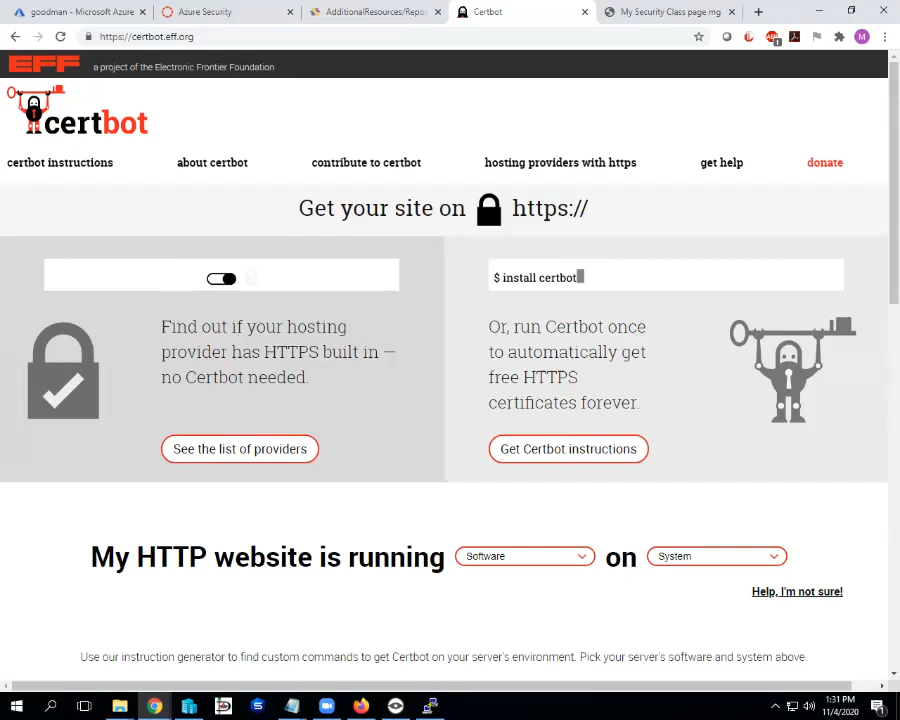 goodman - Microsoft Azure
Azure Security
AdditionalResources/Repos
Certbot
My Security Class page mg
https://certbot.eff.org
ABP
1
M
EFF
a project of the Electronic Frontier Foundation
certbot
certbot instructions
about certbot
contribute to certbot
hosting providers with https
get help
donate
Get your site on https://
$ install certbot
Find out if your hosting
provider has HTTPS built in —
no Certbot needed.
Or, run Certbot once
to automatically get
free HTTPS
certificates forever.
See the list of providers
Get Certbot instructions
My HTTP website is running Software on System
Help, I'm not sure!
Use our instruction generator to find custom commands to get Certbot on your server's environment. Pick your server's software and system above.
1:31 PM
11/4/2020
1